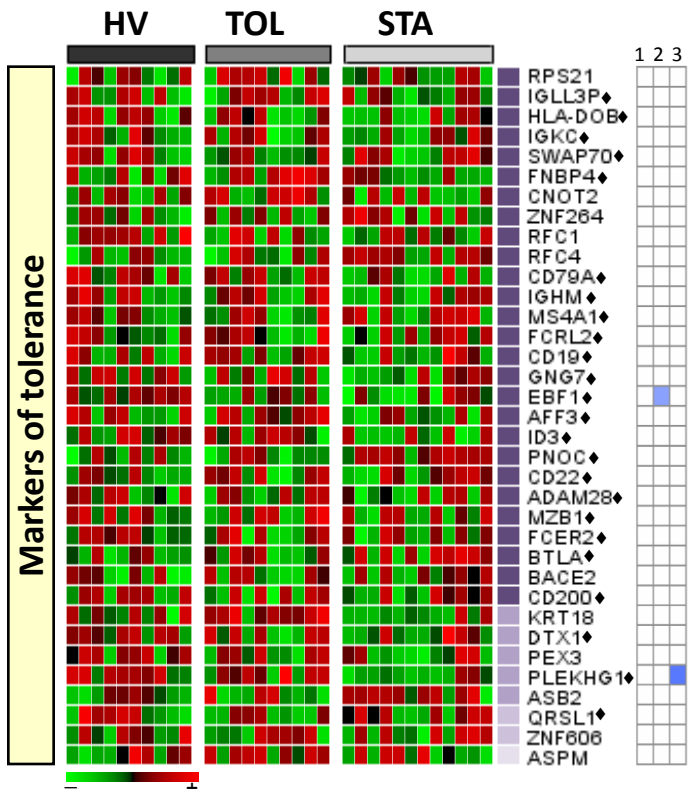 HV TOL STA
1 2 3
Markers of tolerance
RPS21
IGLL3P♦
HLA-DOB♦
IGKC♦
SWAP70♦
FNBP4♦
CNOT2
ZNF264
RFC1
RFC4
CD79A♦
IGHM♦
MS4A1♦
FCRL2♦
CD19♦
GNG7♦
EBF1♦
AFF3♦
ID3♦
PNOC♦
CD22♦
ADAM28♦
MZB1♦
FCER2♦
BTLA♦
BACE2
CD200♦
KRT18
DTX1♦
PEX3
PLEKHG1♦
ASB2
QRSL1♦
ZNF606
ASPM
– +